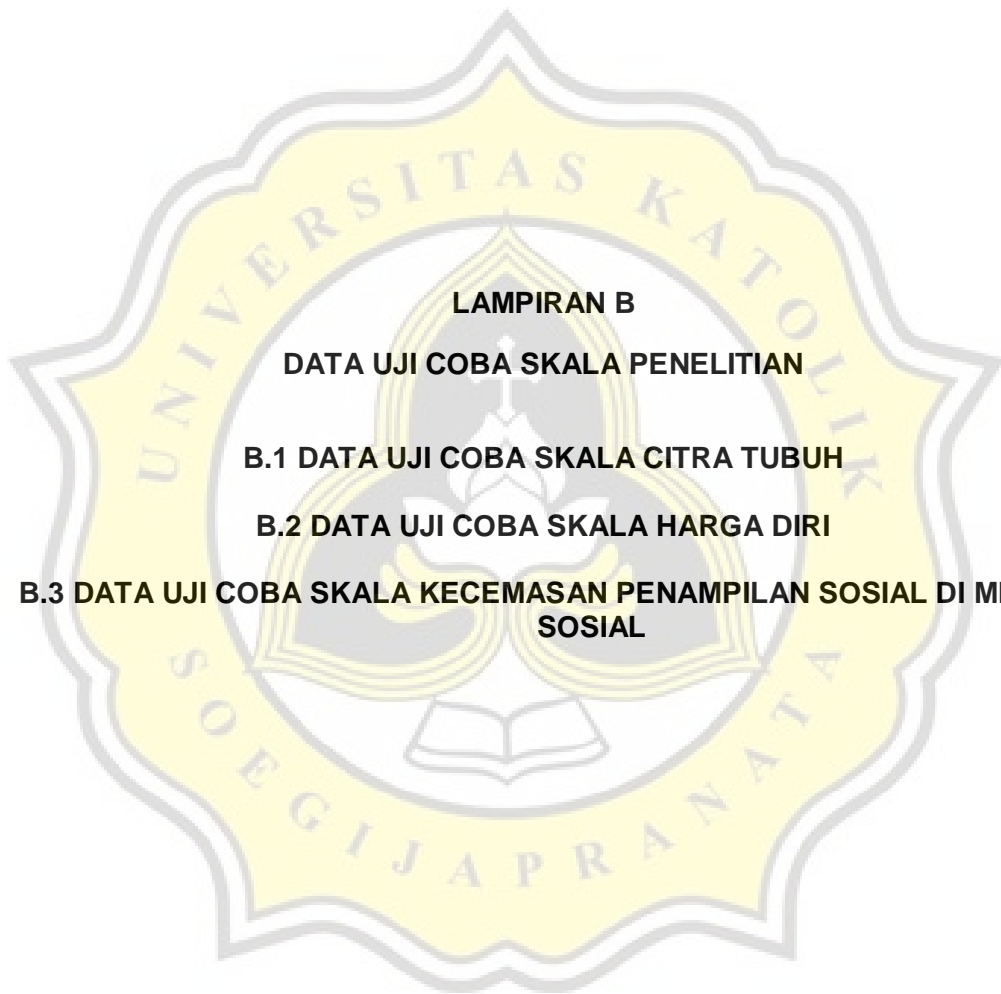 UNIVERSITAS KATOLIK
LAMPIRAN B
DATA UJI COBA SKALA PENELITIAN
B.1 DATA UJI COBA SKALA CITRA TUBUH
B.2 DATA UJI COBA SKALA HARGA DIRI
B.3 DATA UJI COBA SKALA KECEMASAN PENAMPILAN SOSIAL DI
SOSIAL
SOEGIJAPRANATA